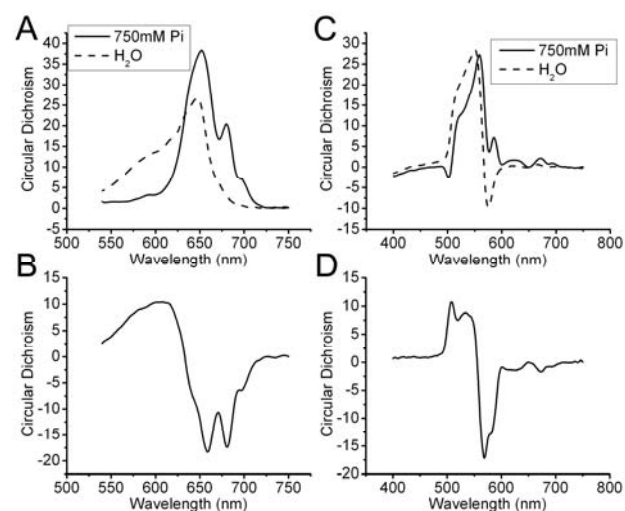 A
750mM Pi
H₂O
Circular Dichroism
40
35
30
25
20
15
10
5
0
-5
500 550 600 650 700 750
Wavelength (nm)
C
750mM Pi
H₂O
Circular Dichroism
30
25
20
15
10
5
0
-5
-10
-15
400 500 600 700 800
Wavelength (nm)
B
Circular Dichroism
15
10
5
0
-5
-10
-15
-20
500 550 600 650 700 750
Wavelength (nm)
D
Circular Dichroism
15
10
5
0
-5
-10
-15
-20
400 500 600 700 800
Wavelength (nm)